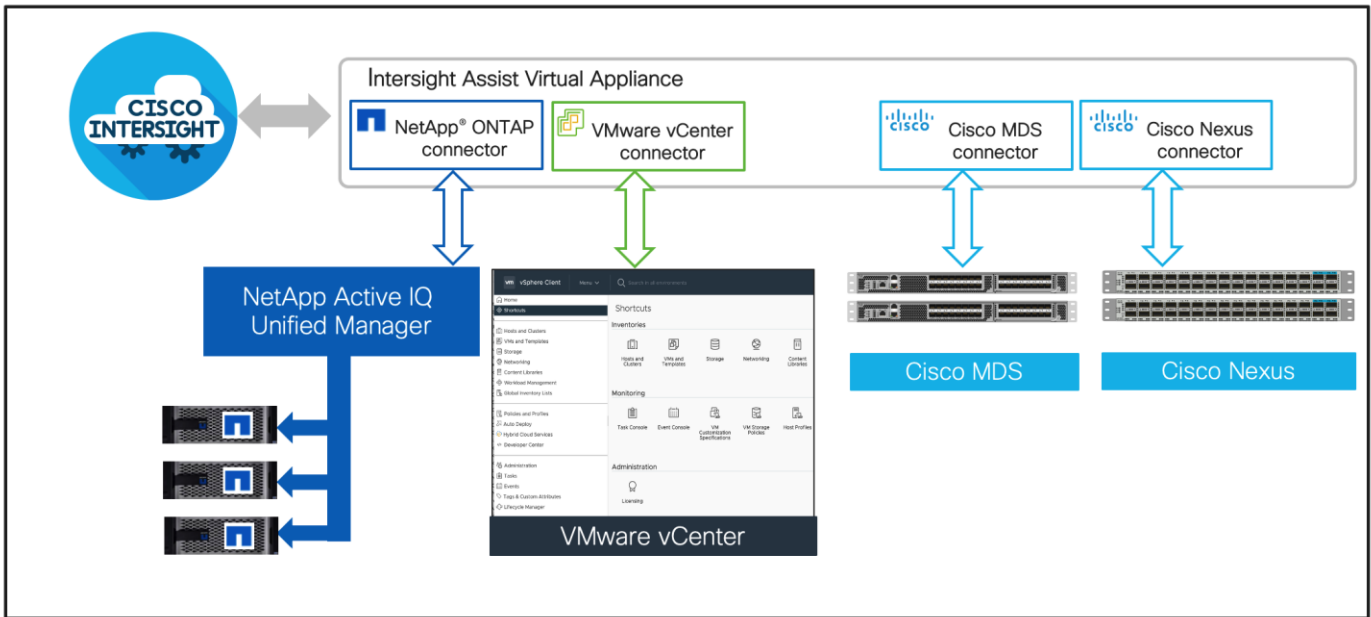 CISCO
INTERSIGHT
Intersight Assist Virtual Appliance
NetApp® ONTAP
connector
VMware vCenter
connector
CISCO
Cisco MDS
connector
CISCO
Cisco Nexus
connector
NetApp Active IQ
Unified Manager
vm vSphere Client Menu Search in all environments
Home
Shortcuts
Hosts and Clusters
VMs and Templates
Storage
Networking
Content Libraries
Workload Management
Global Inventory Lists
Policies and Profiles
Auto Deploy
Hybrid Cloud Services
Developer Center
Administration
Tasks
Events
Tags & Custom Attributes
Lifecycle Manager
Shortcuts
Inventories
Hosts and
Clusters
VMs and
Templates
Storage
Networking
Content
Libraries
Monitoring
Task Console
Event Console
VM
Customization
Specifications
VM Storage
Policies
Host Profiles
Administration
Licensing
VMware vCenter
Cisco MDS
Cisco Nexus